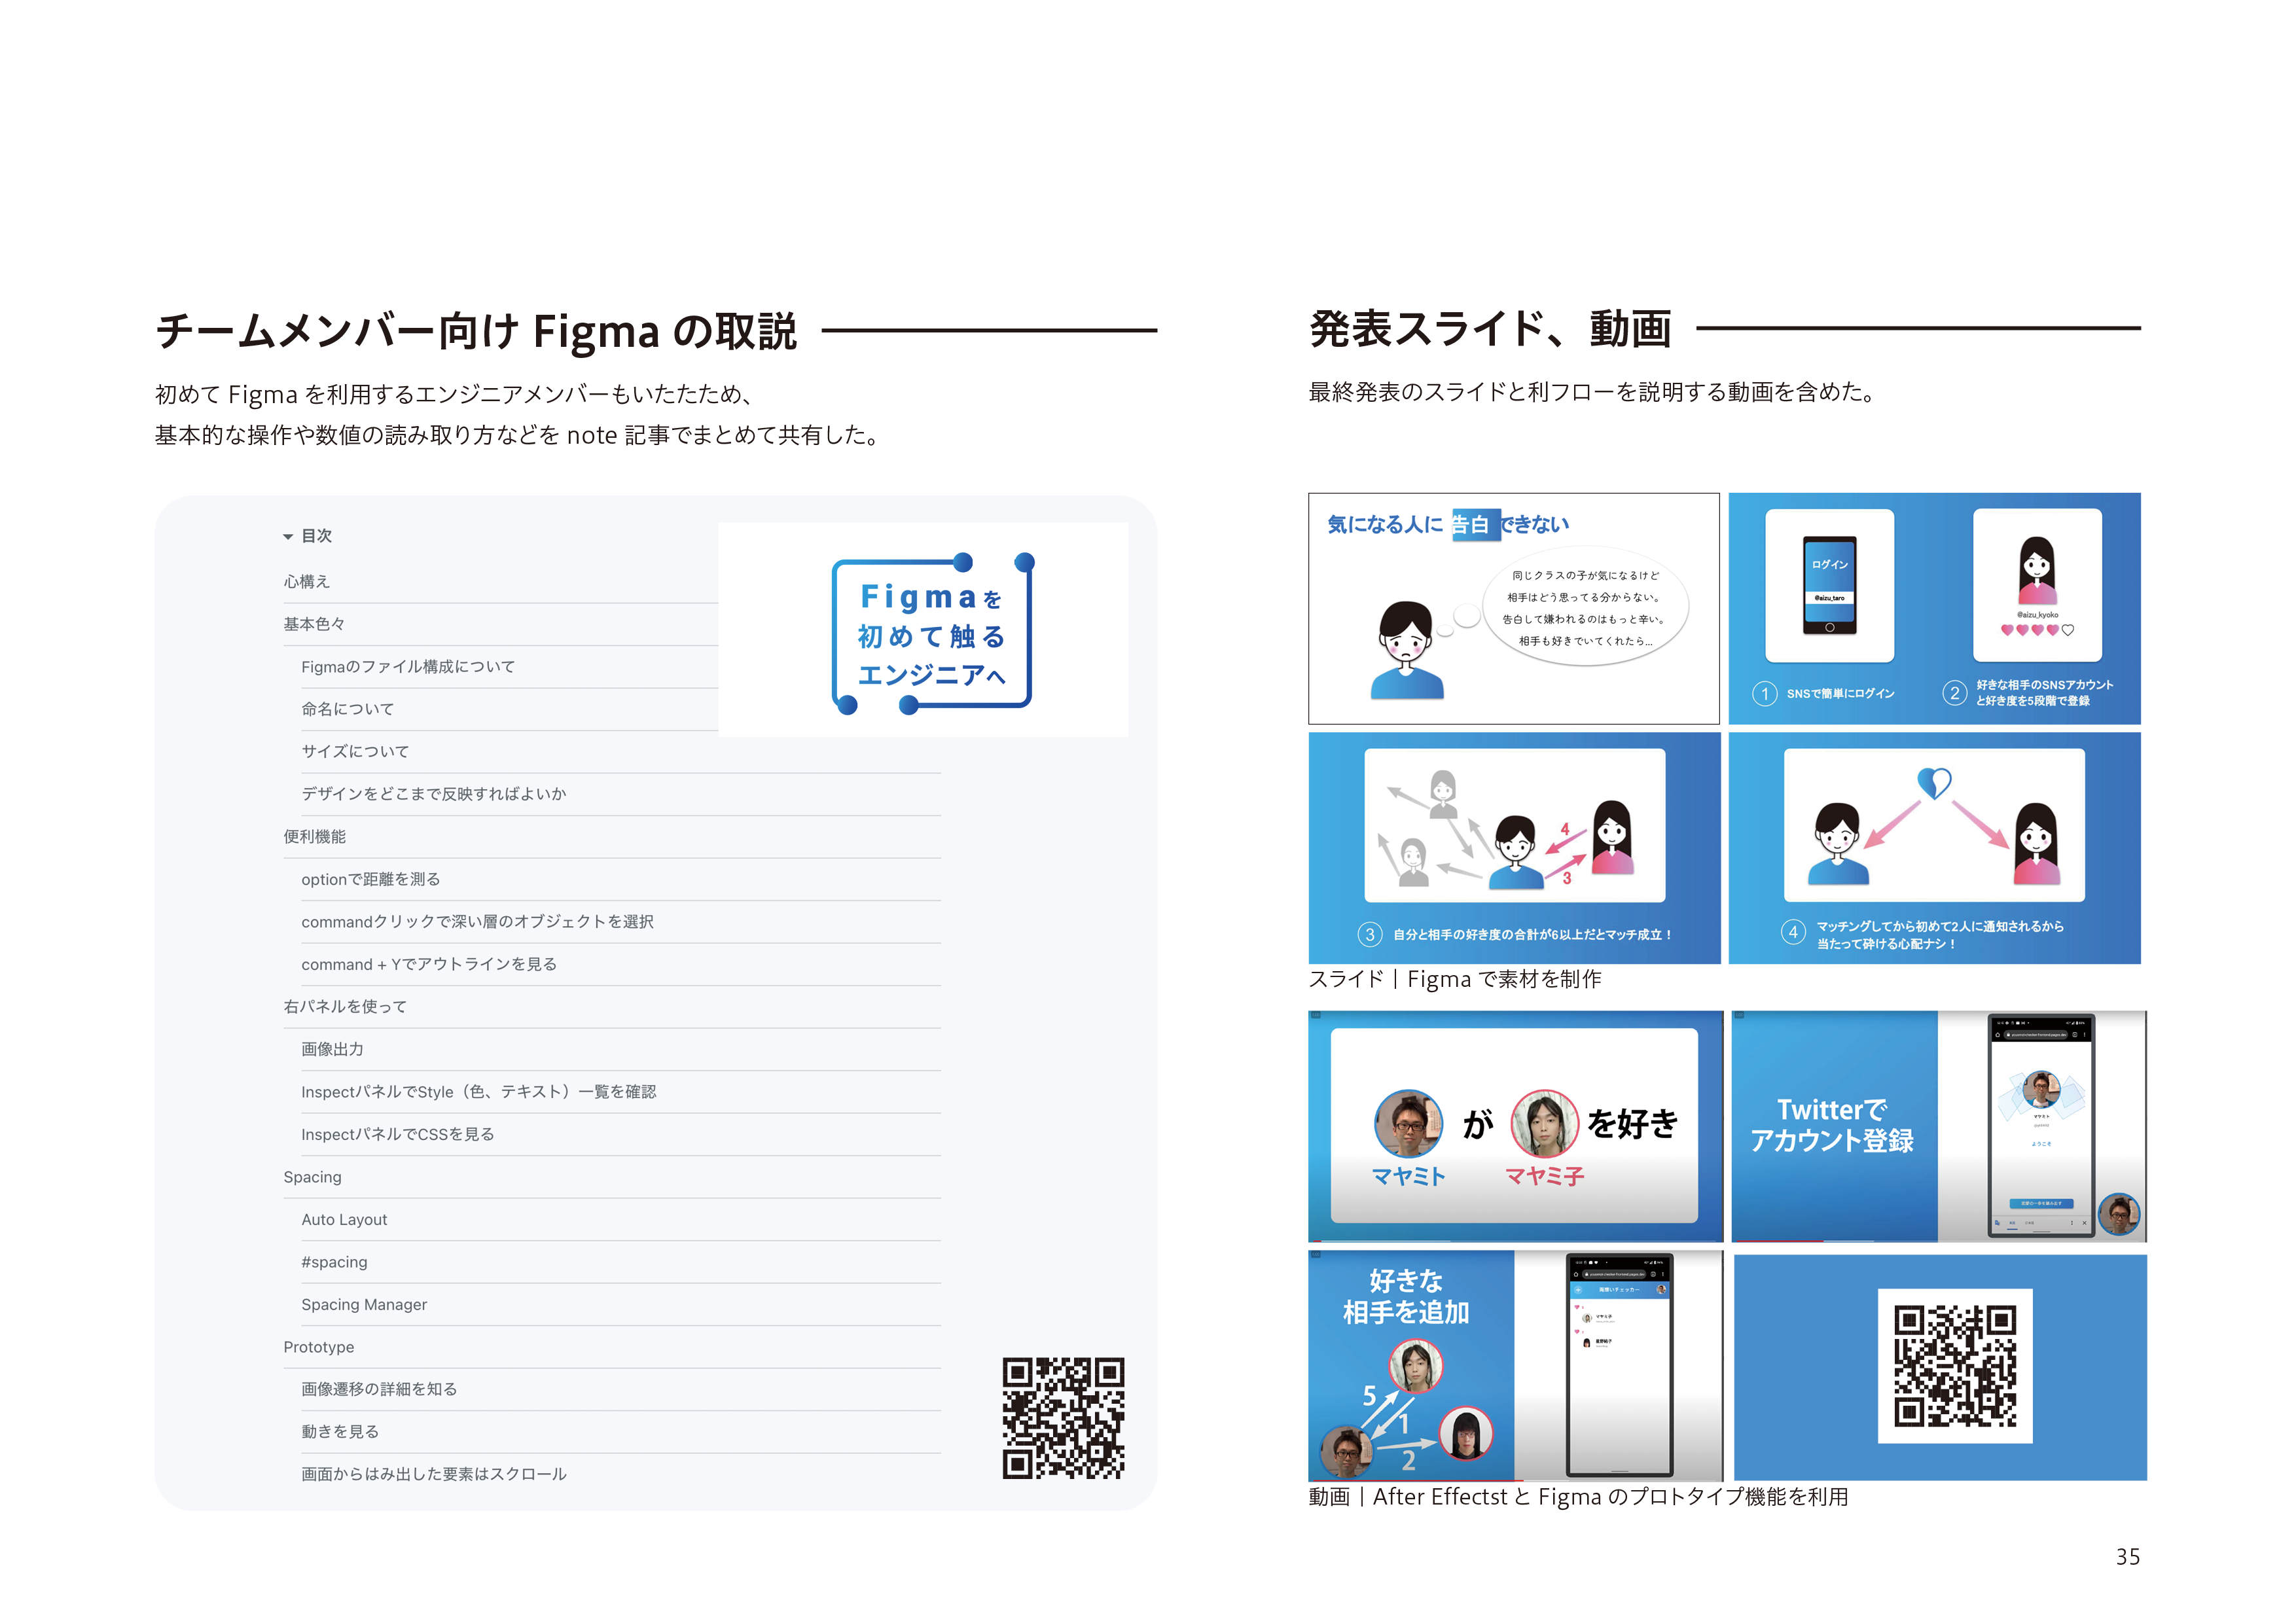 チームメンバー向け Figma の取説
初めて Figma を利用するエンジニアメンバーもいたたため、
基本的な操作や数値の読み取り方などを note 記事でまとめて共有した。
目次
心構え
基本色々
Figmaのファイル構成について
命名について
サイズについて
デザインをどこまで反映すればよいか
便利機能
optionで距離を測る
commandクリックで深い層のオブジェクトを選択
command + Yでアウトラインを見る
右パネルを使って
画像出力
InspectパネルでStyle（色、テキスト）一覧を確認
InspectパネルでCSSを見る
Spacing
Auto Layout
#spacing
Spacing Manager
Prototype
画像遷移の詳細を知る
動きを見る
画面からはみ出した要素はスクロール
Figmaを
初めて触る
エンジニアへ
発表スライド、動画
最終発表のスライドと利フローを説明する動画を含めた。
気になる人に 告白 できない
同じクラスの子が気になるけど
相手はどう思ってる分からない。
告白して嫌われるのはもっと辛い。
相手も好きでいてくれたら...
ログイン
@aizu_taro
1 SNSで簡単にログイン
@aizu_kyoko
2 好きな相手のSNSアカウント
と好き度を5段階で登録
4
3
3 自分と相手の好き度の合計が6以上だとマッチ成立！
4 マッチングしてから初めて2人に通知されるから
当たって砕ける心配ナシ！
スライド | Figma で素材を制作
が を好き
マヤミト マヤミ子
Twitterで
アカウント登録
マヤミト
ようこそ
好きな
相手を追加
5
1
2
両想いチェッカー
マヤミ子
動画 | After Effectst と Figma のプロトタイプ機能を利用
35